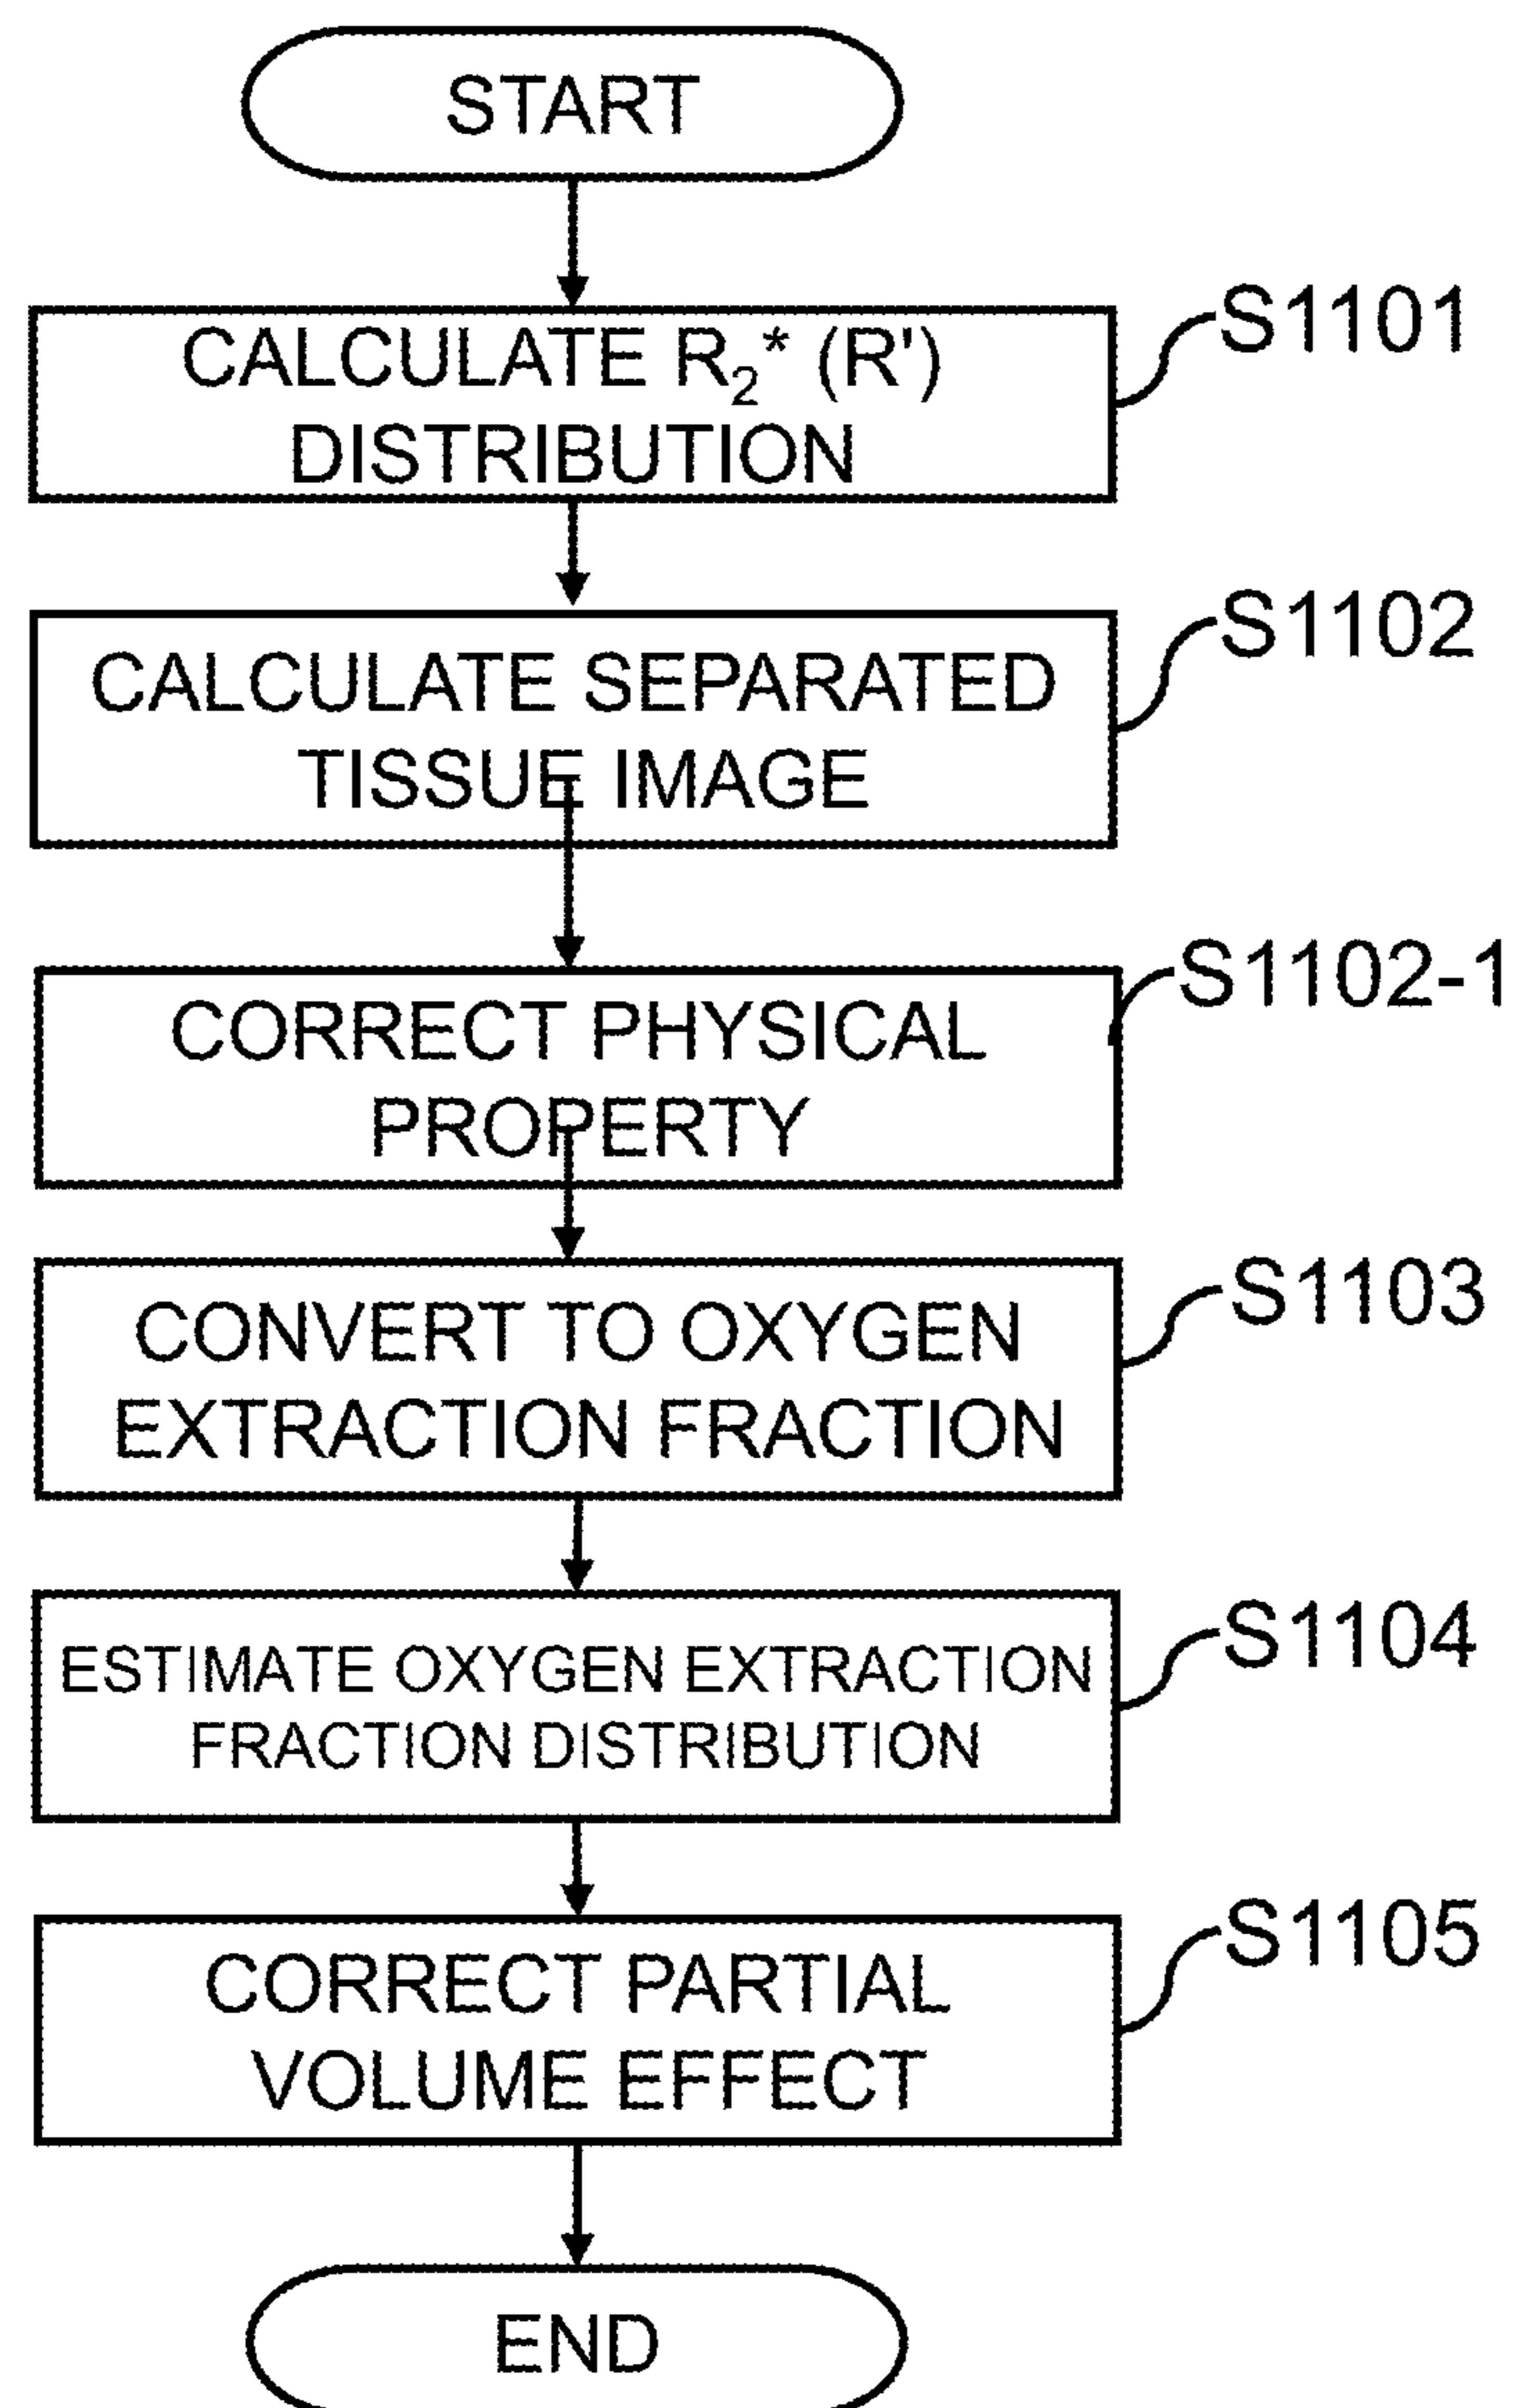 START
CALCULATE R₂* (R')
DISTRIBUTION
S1101
CALCULATE SEPARATED
TISSUE IMAGE
S1102
CORRECT PHYSICAL
PROPERTY
S1102-1
CONVERT TO OXYGEN
EXTRACTION FRACTION
S1103
ESTIMATE OXYGEN EXTRACTION
FRACTION DISTRIBUTION
S1104
CORRECT PARTIAL
VOLUME EFFECT
S1105
END